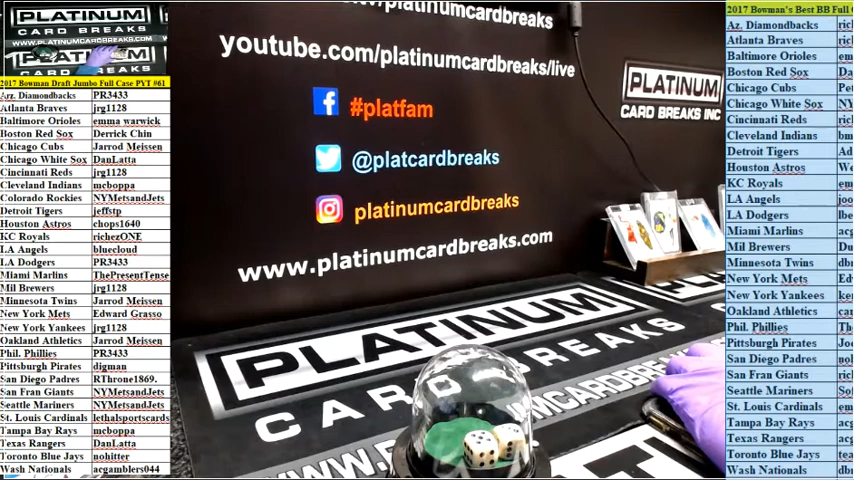 PLATINUM
CARD BREAKS
WWW.PLATINUMCARDBREAKS.COM
PLATINUM
2017 Bowman Draft Jumbo Full Case PYT #61
Arz. Diamondbacks PR3433
Atlanta Braves jrg1128
Baltimore Orioles emma warwick
Boston Red Sox Derrick Chin
Chicago Cubs Jarrod Meissen
Chicago White Sox DanLatta
Cincinnati Reds jrg1128
Cleveland Indians mcboppa
Colorado Rockies NYMetsandJets
Detroit Tigers jeffstp
Houston Astros chops1640
KC Royals richezONE
LA Angels bluecloud
LA Dodgers PR3433
Miami Marlins ThePresentTense
Mil Brewers jrg1128
Minnesota Twins Jarrod Meissen
New York Mets Edward Grasso
New York Yankees jrg1128
Oakland Athletics Jarrod Meissen
Phil. Phillies PR3433
Pittsburgh Pirates digman
San Diego Padres RThrone1869.
San Fran Giants NYMetsandJets
Seattle Mariners NYMetsandJets
St. Louis Cardinals lethalsportscards
Tampa Bay Rays mcboppa
Texas Rangers DanLatta
Toronto Blue Jays nohitter
Wash Nationals acgamblers044
youtube.com/platinumcardbreaks/live
#platfam
@platcardbreaks
platinumcardbreaks
www.platinumcardbreaks.com
PLATINUM
CARD BREAKS INC
PLATINUM
CARD BREAKS
2017 Bowman's Best BB Full
Az. Diamondbacks
Atlanta Braves
Baltimore Orioles
Boston Red Sox
Chicago Cubs
Chicago White Sox
Cincinnati Reds
Cleveland Indians
Detroit Tigers
Houston Astros
KC Royals
LA Angels
LA Dodgers
Miami Marlins
Mil Brewers
Minnesota Twins
New York Mets
New York Yankees
Oakland Athletics
Phil. Phillies
Pittsburgh Pirates
San Diego Padres
San Fran Giants
Seattle Mariners
St. Louis Cardinals
Tampa Bay Rays
Texas Rangers
Toronto Blue Jays
Wash Nationals